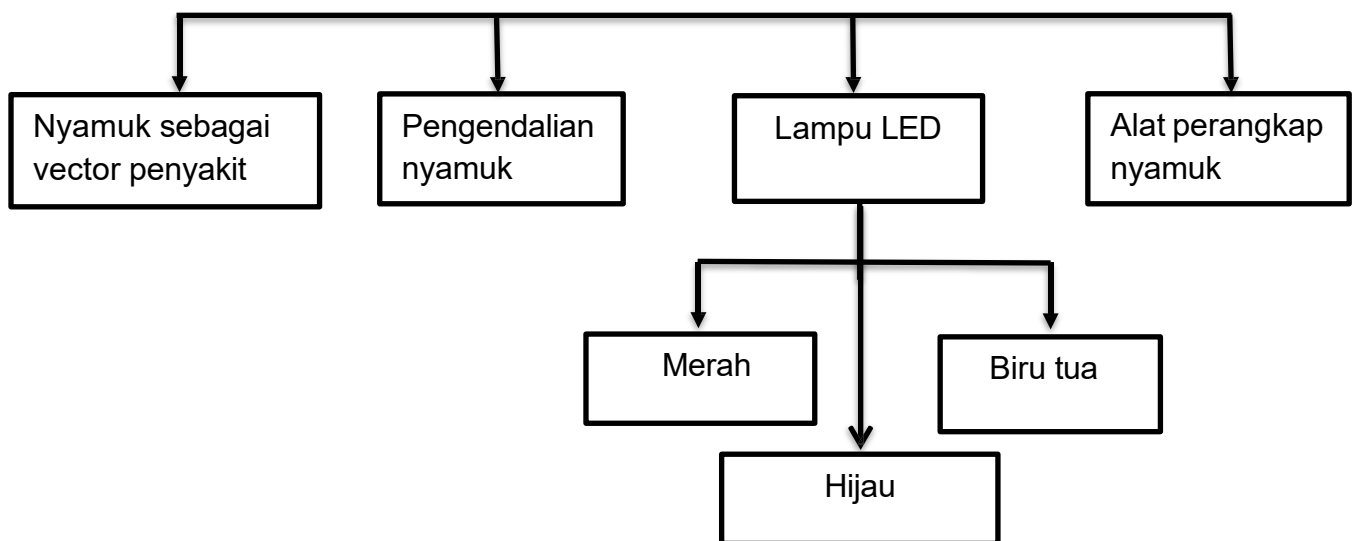 Nyamuk sebagai
vector penyakit
Pengendalian
nyamuk
Lampu LED
Alat perangkap
nyamuk
Merah
Biru tua
Hijau